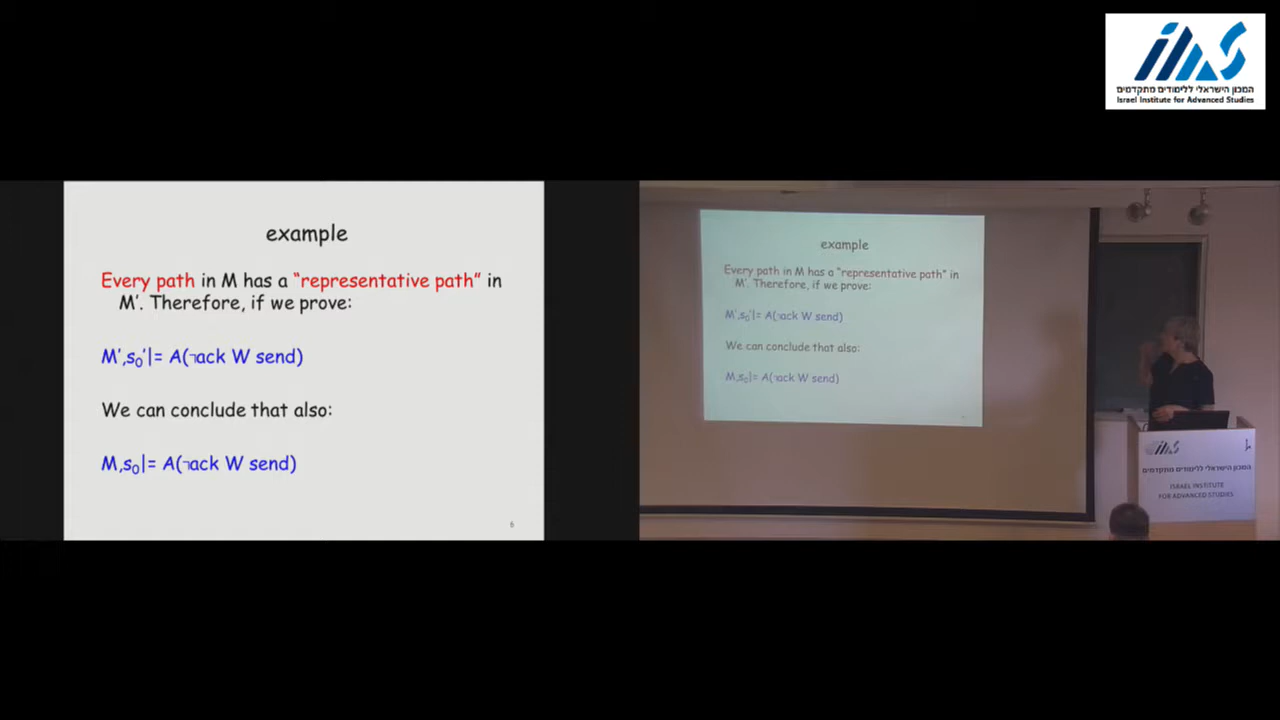 המכון הישראלי ללימודים מתקדמים
Israel Institute for Advanced Studies
example
Every path in M has a “representative path” in
M’. Therefore, if we prove:
M’,s₀’|= A(¬ack W send)
We can conclude that also:
M,s₀|= A(¬ack W send)
6
example
Every path in M has a “representative path” in
M’. Therefore, if we prove:
M’,s₀’|= A(¬ack W send)
We can conclude that also:
M,s₀|= A(¬ack W send)
המכון הישראלי ללימודים מתקדמים
ISRAEL INSTITUTE
FOR ADVANCED STUDIES